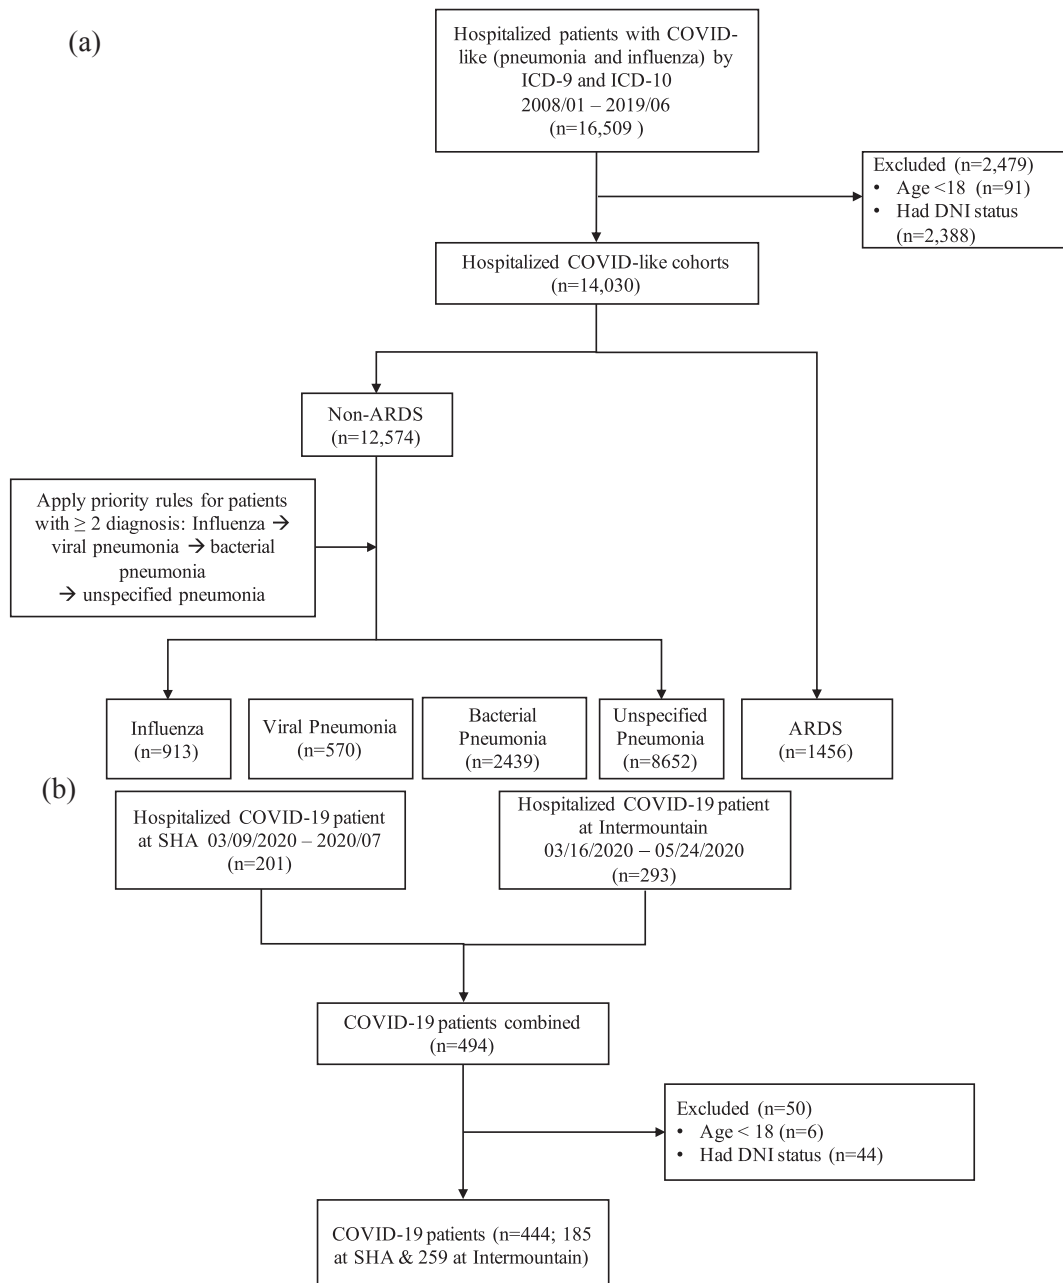 (a)
Hospitalized patients with COVID-
like (pneumonia and influenza) by
ICD-9 and ICD-10
2008/01 – 2019/06
(n=16,509 )
Excluded (n=2,479)
• Age <18 (n=91)
• Had DNI status
(n=2,388)
Hospitalized COVID-like cohorts
(n=14,030)
Non-ARDS
(n=12,574)
Apply priority rules for patients
with ≥ 2 diagnosis: Influenza →
viral pneumonia → bacterial
pneumonia
→ unspecified pneumonia
Influenza
(n=913)
Viral Pneumonia
(n=570)
Bacterial
Pneumonia
(n=2439)
Unspecified
Pneumonia
(n=8652)
ARDS
(n=1456)
(b)
Hospitalized COVID-19 patient
at SHA 03/09/2020 – 2020/07
(n=201)
Hospitalized COVID-19 patient
at Intermountain
03/16/2020 – 05/24/2020
(n=293)
COVID-19 patients combined
(n=494)
Excluded (n=50)
• Age < 18 (n=6)
• Had DNI status (n=44)
COVID-19 patients (n=444; 185
at SHA & 259 at Intermountain)